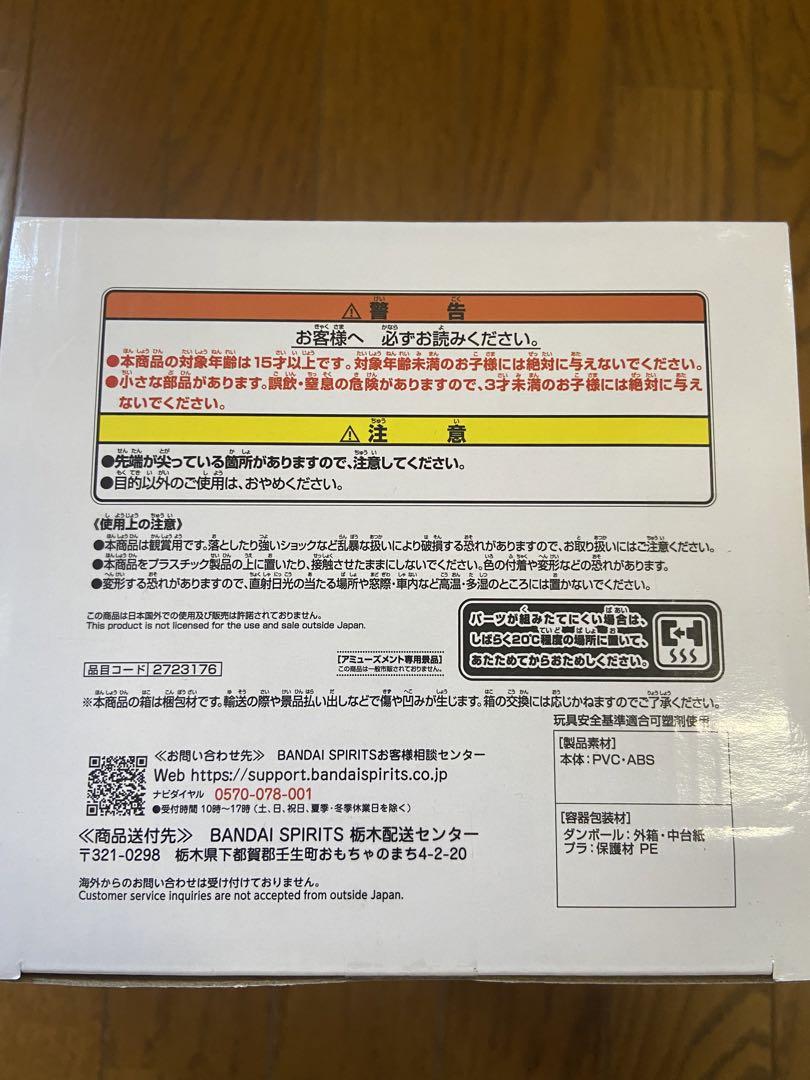 ⚠警告
お客様へ 必ずお読みください。
●本商品の対象年齢は15才以上です。対象年齢未満のお子様には絶対に与えないでください。
●小さな部品があります。誤飲・窒息の危険がありますので、3才未満のお子様には絶対に与え
ないでください。
⚠注意
●先端が尖っている箇所がありますので、注意してください。
●目的以外のご使用は、おやめください。
《使用上の注意》
●本商品は観賞用です。落としたり強いショックなど乱暴な扱いにより破損する恐れがありますので、お取り扱いにはご注意ください。
●本商品をプラスチック製品の上に置いたり、接触させたままにしないでください。色の付着や変形などの恐れがあります。
●変形する恐れがありますので、直射日光の当たる場所や窓際・車内など高温・多湿のところには置かないでください。
この商品は日本国外での使用及び販売は許諾されておりません。
This product is not licensed for the use and sale outside Japan.
パーツが組みたてにくい場合は、
しばらく20℃程度の場所に置いて、
あたためてからおためしください。
品目コード 2723176
【アミューズメント専用景品】
この商品は一般市販されておりません。
※本商品の箱は梱包材です。輸送の際や景品払い出しなどで傷や凹みが生じます。箱の交換には応じかねますのでご了承ください。
玩具安全基準適合可塑剤使用
[製品素材]
本体:PVC・ABS
[容器包装材]
ダンボール:外箱・中台紙
プラ:保護材 PE
≪お問い合わせ先≫ BANDAI SPIRITSお客様相談センター
Web https://support.bandaispirits.co.jp
ナビダイヤル 0570-078-001
●受付時間 10時〜17時 (土、日、祝日、夏季・冬季休業日を除く)
≪商品送付先≫ BANDAI SPIRITS 栃木配送センター
〒321-0298 栃木県下都賀郡壬生町おもちゃのまち4-2-20
海外からのお問い合わせは受け付けておりません。
Customer service inquiries are not accepted from outside Japan.